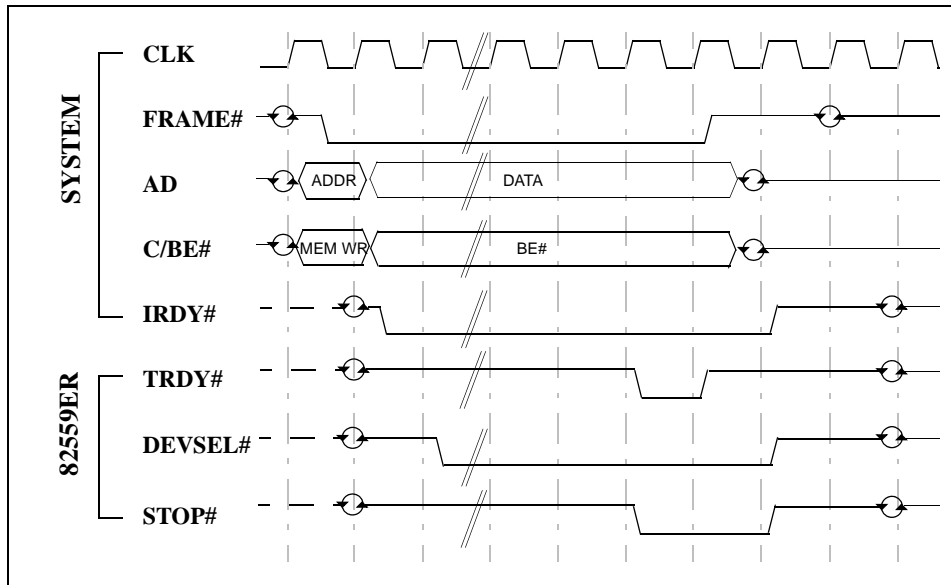 SYSTEM
CLK
FRAME#
AD
ADDR DATA
C/BE#
MEM WR BE#
IRDY#
82559ER
TRDY#
DEVSEL#
STOP#